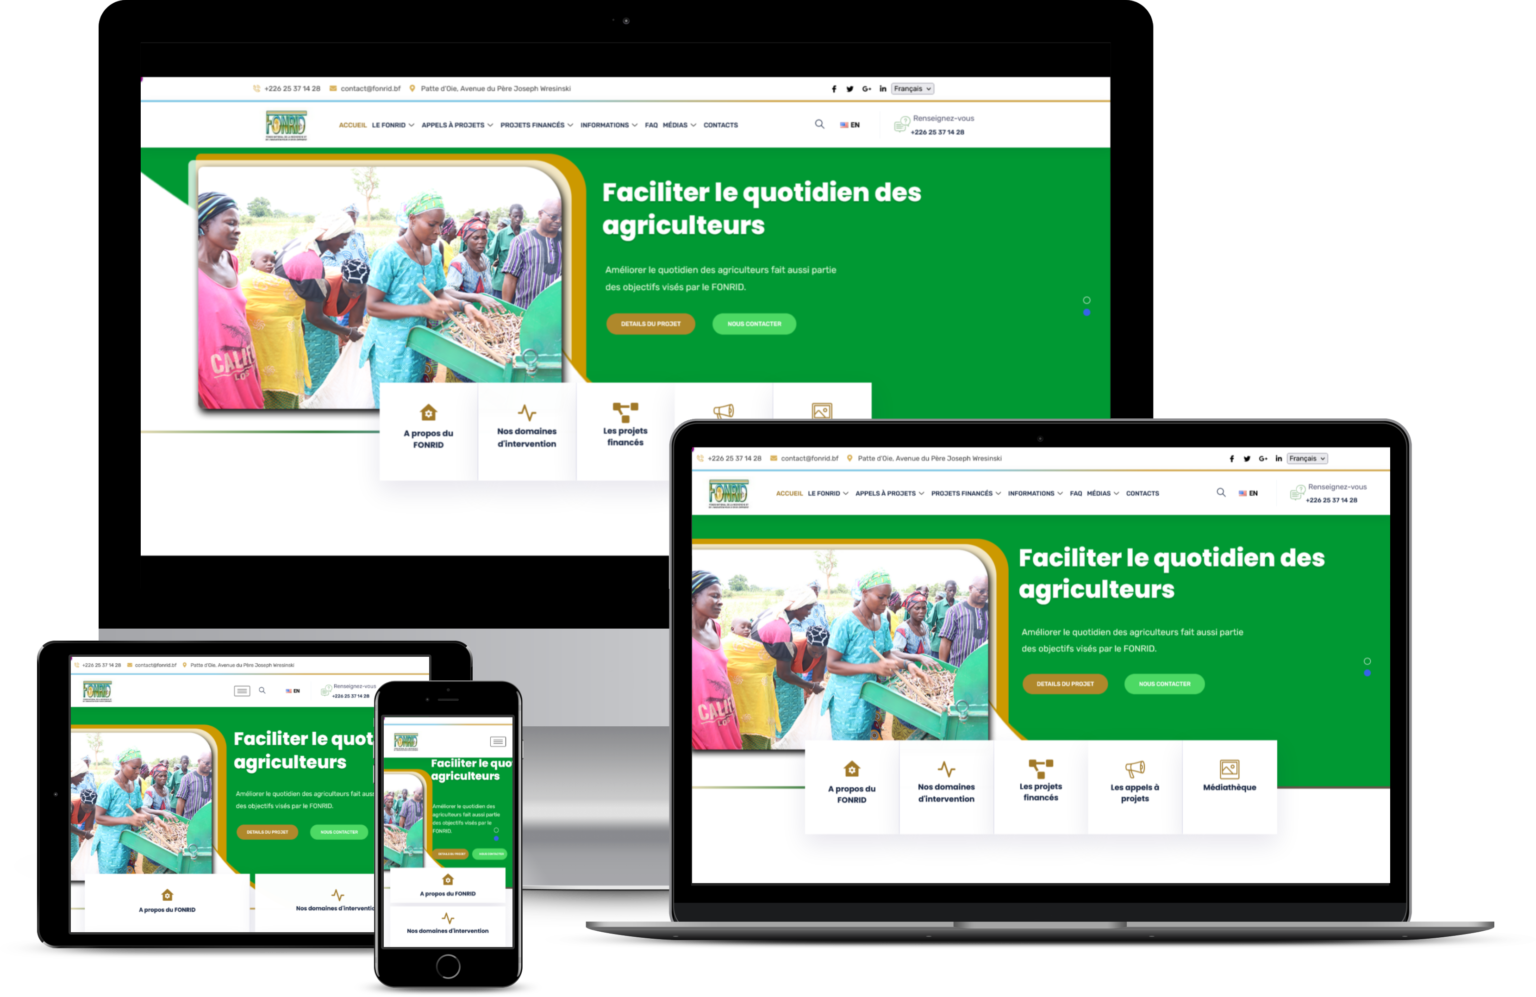 +226 25 37 14 28 contact@fonrid.bf Patte d'Oie, Avenue du Père Joseph Wresinski Français
FONRID ACCUEIL LE FONRID APPELS À PROJETS PROJETS FINANCÉS INFORMATIONS FAQ MÉDIAS CONTACTS EN Renseignez-vous
+226 25 37 14 28
Faciliter le quotidien des
agriculteurs
Améliorer le quotidien des agriculteurs fait aussi partie
des objectifs visés par le FONRID.
DETAILS DU PROJET NOUS CONTACTER
CALIF
A propos du
FONRID
Nos domaines
d'intervention
Les projets
financés
+226 25 37 14 28 contact@fonrid.bf Patte d'Oie, Avenue du Père Joseph Wresinski Français
FONRID ACCUEIL LE FONRID APPELS À PROJETS PROJETS FINANCÉS INFORMATIONS FAQ MÉDIAS CONTACTS EN Renseignez-vous
+226 25 37 14 28
Faciliter le quotidien des
agriculteurs
Améliorer le quotidien des agriculteurs fait aussi partie
des objectifs visés par le FONRID.
DETAILS DU PROJET NOUS CONTACTER
CALI
A propos du
FONRID
Nos domaines
d'intervention
Les projets
financés
Les appels à
projets
Médiathèque
+226 25 37 14 28 contact@fonrid.bf Patte d'Oie, Avenue du Père Joseph Wresinski
FONRID EN Renseignez-vous
+226 25 37 14 28
Faciliter le quot
agriculteurs
Améliorer le quotidien des agriculteurs fait aus
des objectifs visés par le FONRID.
DETAILS DU PROJET NOUS CONTACTER
A propos du FONRID
Nos domaines d'interventic
FONRID
Faciliter le quo
agriculteurs
Améliorer le quotidien des
agriculteurs fait aussi partie
des objectifs visés par le
FONRID.
DETAILS DU PROJET NOUS CONTACTER
A propos du FONRID
Nos domaines d'intervention